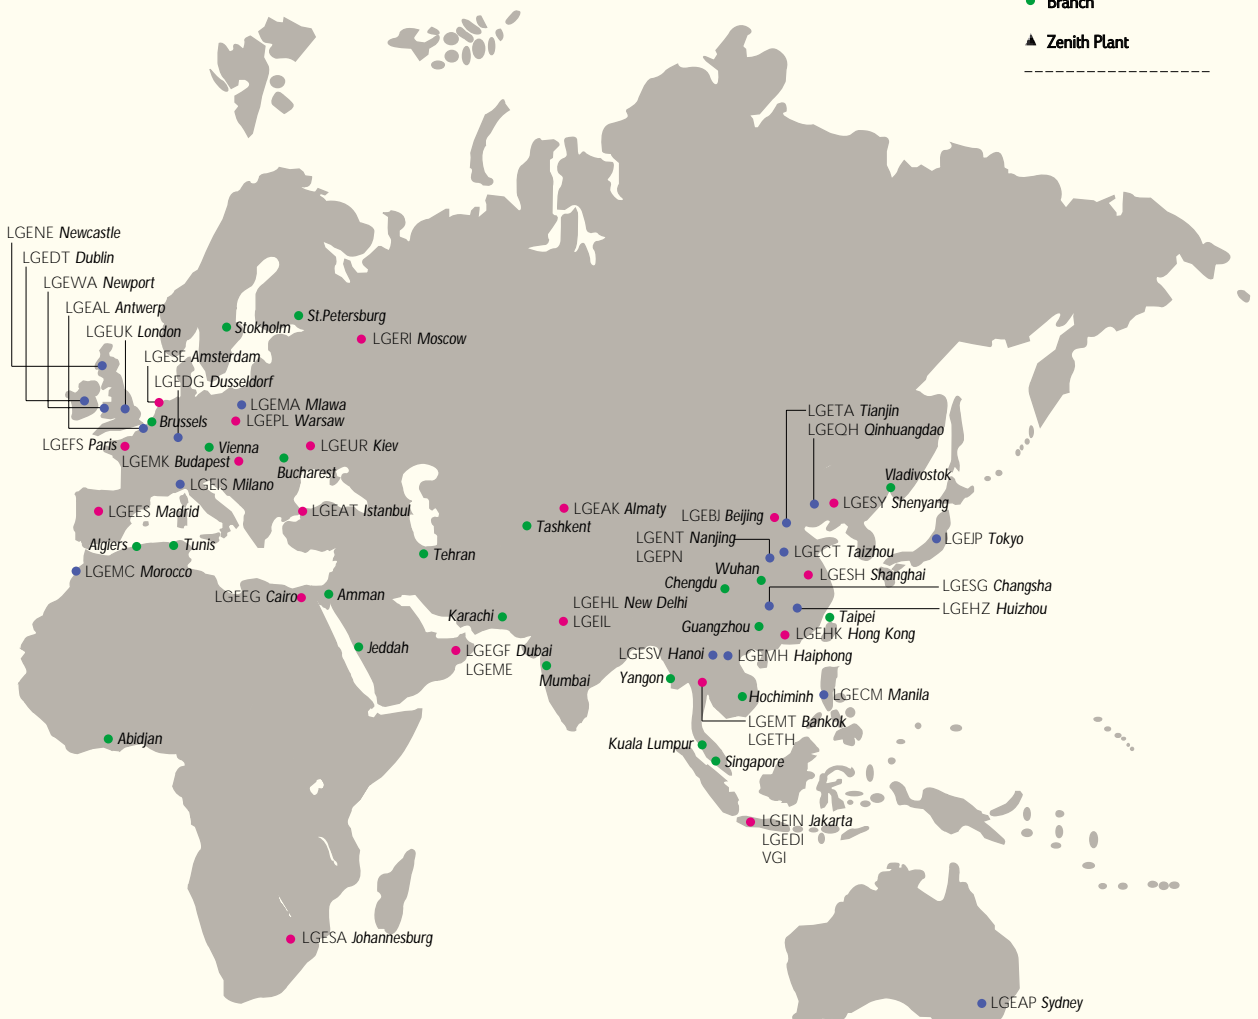 Branch
Zenith Plant
LGENE Newcastle
LGEDT Dublin
LGEWA Newport
LGEAL Antwerp
LGEUK London
LGESE Amsterdam
LGEDG Dusseldorf
Stokholm
St.Petersburg
LGERI Moscow
LGEMA Mlawa
LGEPL Warsaw
Brussels
LGEFS Paris
Vienna
LGEUR Kiev
LGEMK Budapest
Bucharest
LGEIS Milano
LGEES Madrid
LGEAT Istanbul
Algiers
Tunis
LGEMC Morocco
LGEEG Cairo
Amman
Tehran
Jeddah
Karachi
LGEGF Dubai
LGEME
Abidjan
LGESA Johannesburg
LGEAK Almaty
Tashkent
LGEHL New Delhi
LGEIL
Mumbai
LGETA Tianjin
LGEQH Qinhuangdao
Vladivostok
LGESY Shenyang
LGEBJ Beijing
LGENT Nanjing
LGEPN
LGECT Taizhou
LGEJP Tokyo
Wuhan
Chengdu
LGESH Shanghai
LGESG Changsha
LGEHZ Huizhou
Taipei
Guangzhou
LGEHK Hong Kong
LGESV Hanoi
LGEMH Haiphong
Yangon
Hochiminh
LGECM Manila
LGEMT Bankok
LGETH
Kuala Lumpur
Singapore
LGEIN Jakarta
LGEDI
VGI
LGEAP Sydney